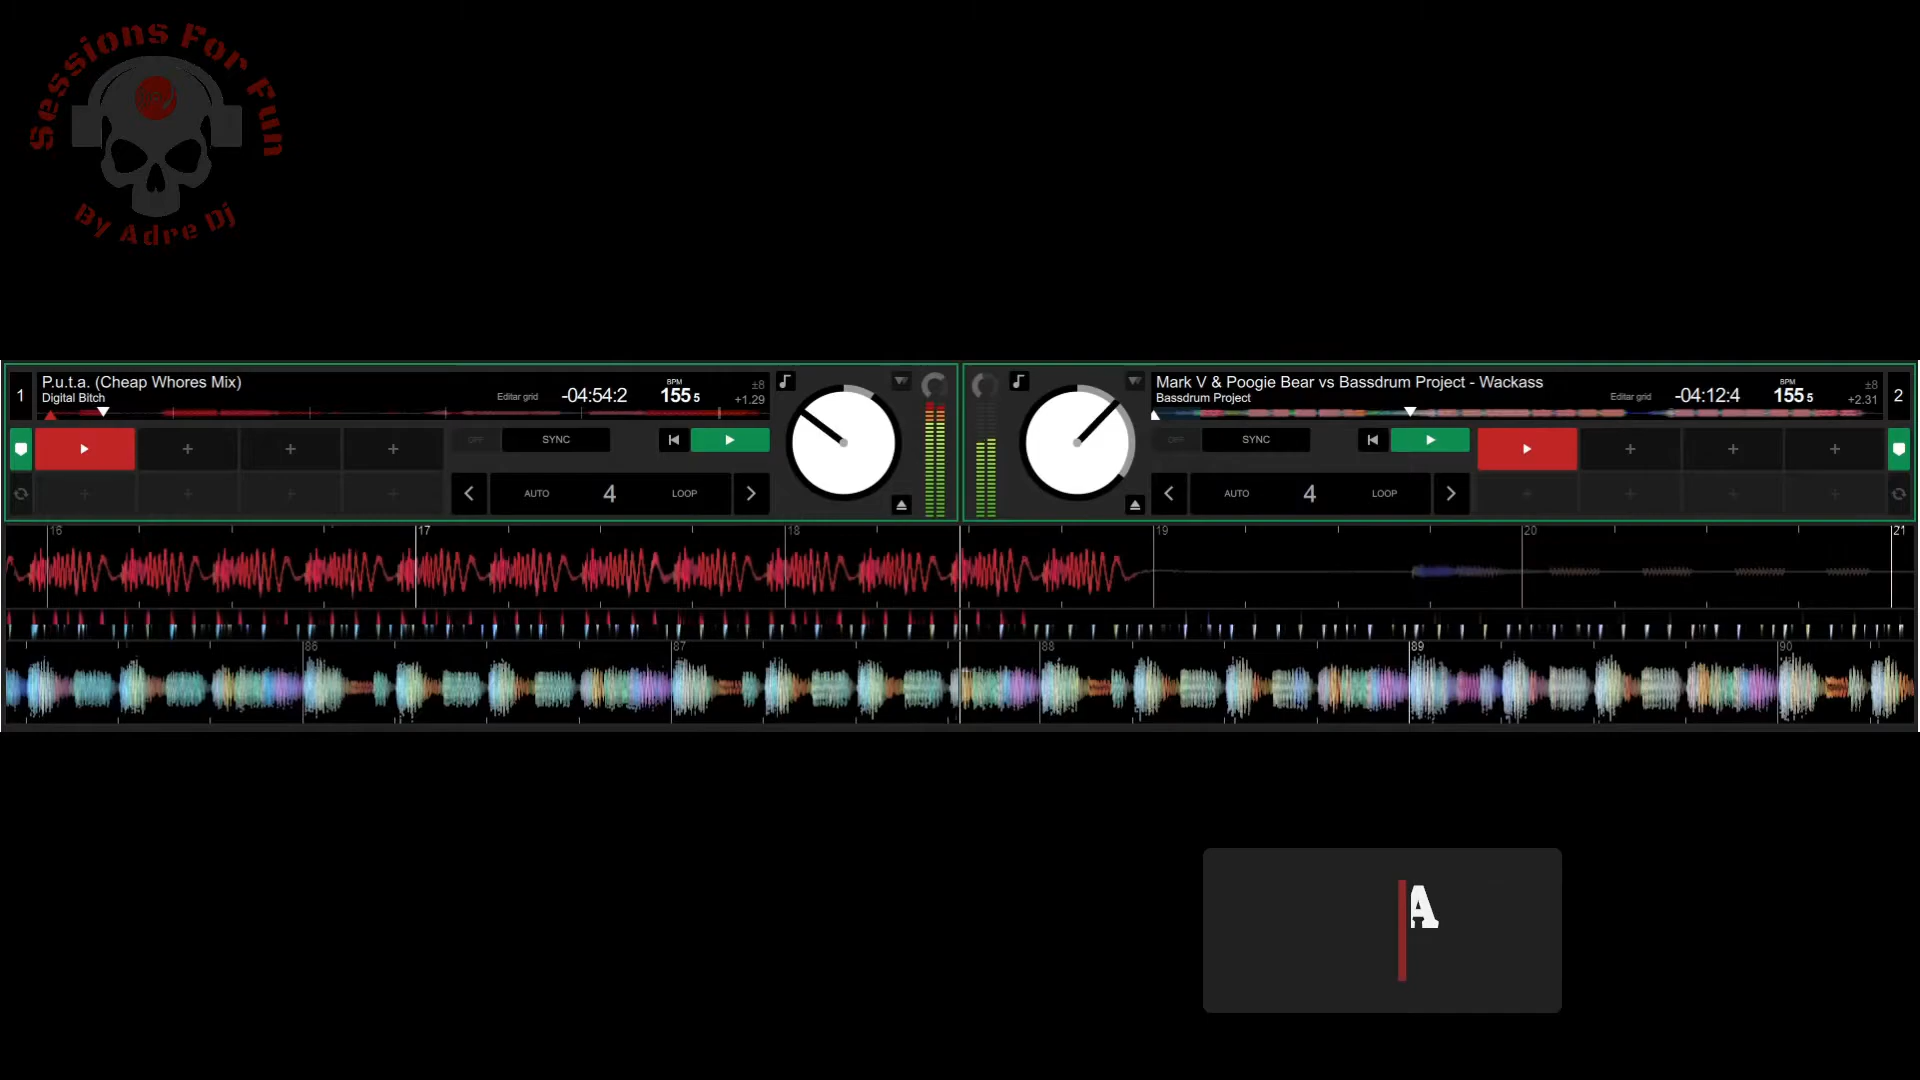 Sessions For Fun
By Adre Dj
1
P.u.t.a. (Cheap Whores Mix)
Digital Bitch
Editar grid
-04:54:2
BPM
155 5
±8
+1.29
Mark V & Poogie Bear vs Bassdrum Project - Wackass
Bassdrum Project
Editar grid
-04:12:4
BPM
155 5
±8
+2.31
2
OFF
SYNC
OFF
SYNC
AUTO
4
LOOP
AUTO
4
LOOP
16
17
18
19
20
21
86
87
88
89
90
A